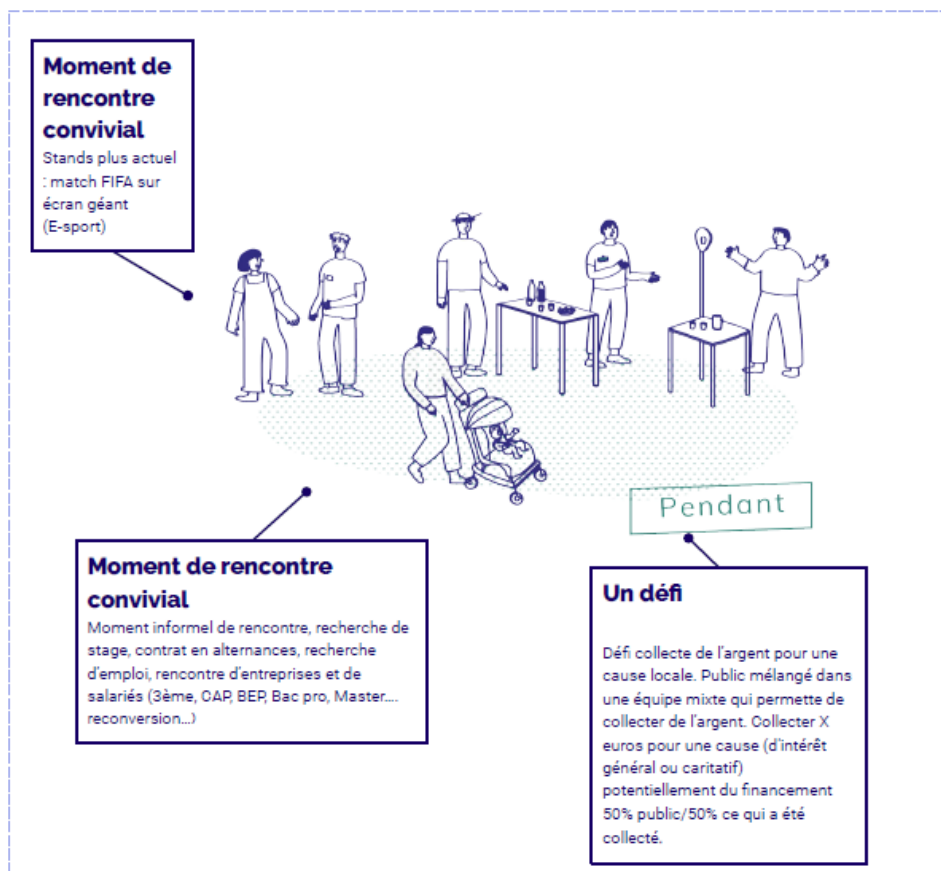 Moment de
rencontre
convivial
Stands plus actuel
: match FIFA sur
écran géant
(E-sport)
Pendant
Moment de rencontre
convivial
Moment informel de rencontre, recherche de
stage, contrat en alternances, recherche
d'emploi, rencontre d'entreprises et de
salariés (3ème, CAP, BEP, Bac pro, Master....
reconversion...)
Un défi
Défi collecte de l'argent pour une
cause locale. Public mélangé dans
une équipe mixte qui permette de
collecter de l'argent. Collecter X
euros pour une cause (d'intérêt
général ou caritatif)
potentiellement du financement
50% public/50% ce qui a été
collecté.